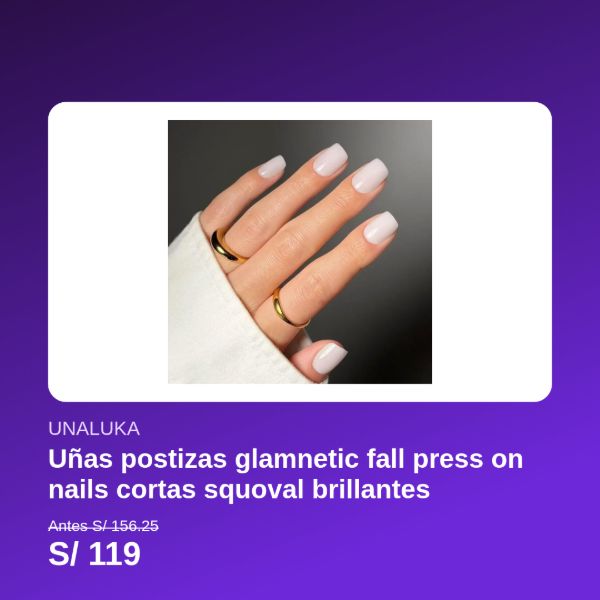 UNALUKA
Uñas postizas glamnetic fall press on
nails cortas squoval brillantes
Antes S/ 156.25
S/ 119